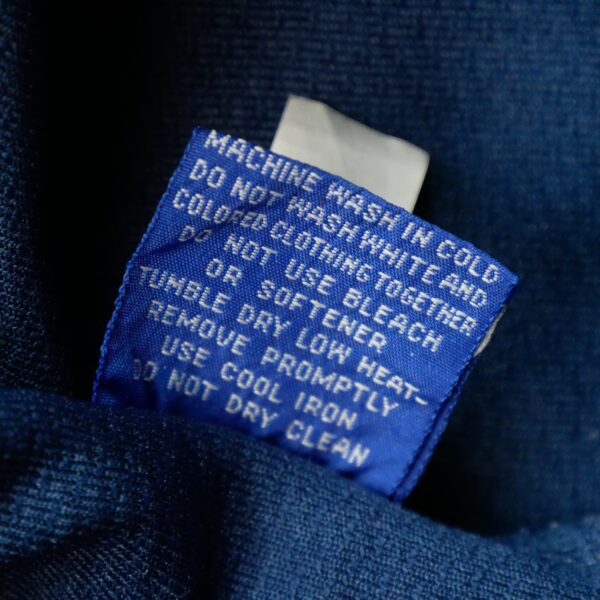 MACHINE WASH IN COLD
DO NOT WASH WHITE AND
COLORED CLOTHING TOGETHER
DO NOT USE BLEACH
OR SOFTENER
TUMBLE DRY LOW HEAT-
REMOVE PROMPTLY
USE COOL IRON
DO NOT DRY CLEAN